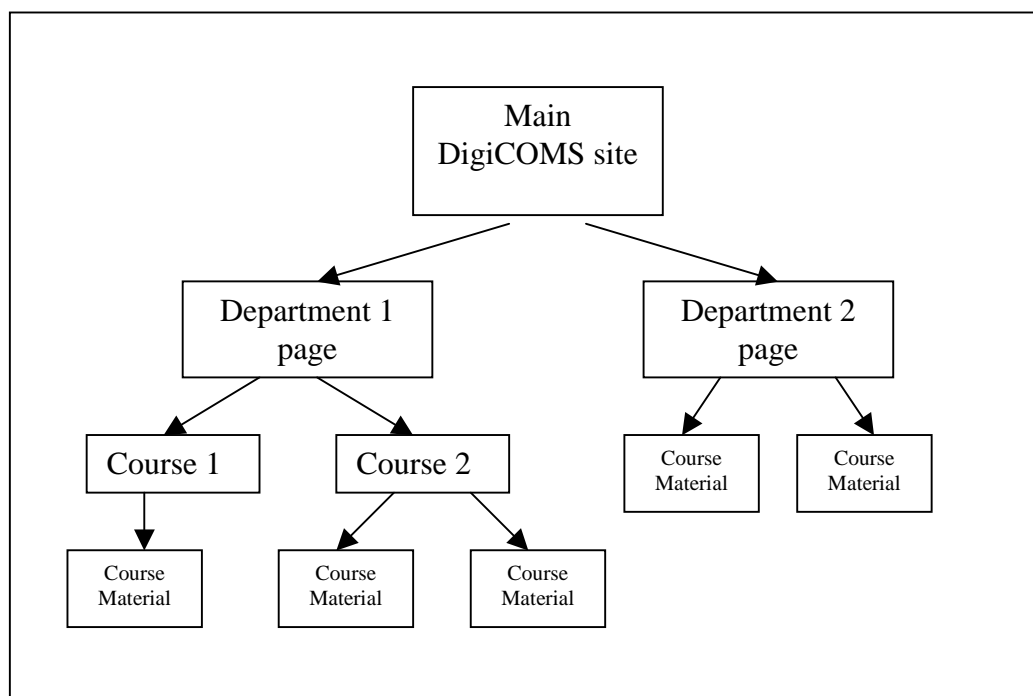 Main
DigiCOMS site
Department 1
page
Department 2
page
Course 1
Course 2
Course
Material
Course
Material
Course
Material
Course
Material
Course
Material